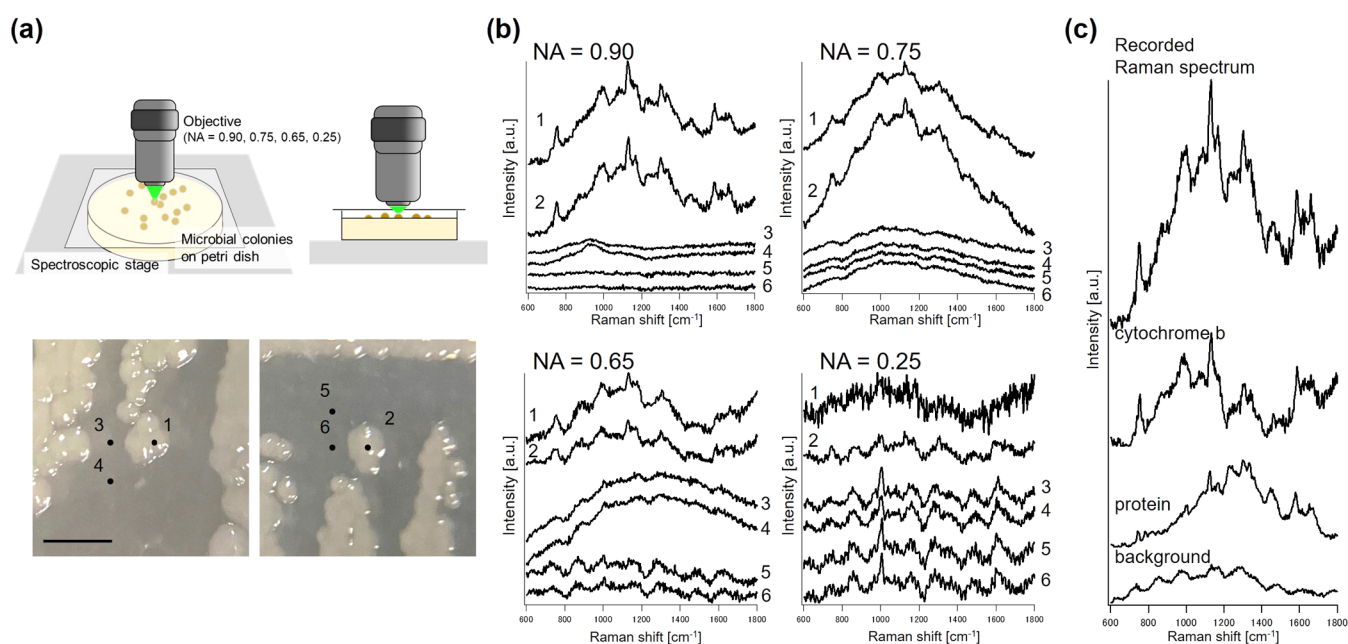 (a)
Objective
(NA = 0.90, 0.75, 0.65, 0.25)
Microbial colonies
on petri dish
Spectroscopic stage
3
1
4
5
2
6
(b)
NA = 0.90
Intensity [a.u.]
1
2
3
4
5
6
600 800 1000 1200 1400 1600 1800
Raman shift [cm⁻¹]
NA = 0.75
Intensity [a.u.]
1
2
3
4
5
6
600 800 1000 1200 1400 1600 1800
Raman shift [cm⁻¹]
NA = 0.65
Intensity [a.u.]
1
2
3
4
5
6
600 800 1000 1200 1400 1600 1800
Raman shift [cm⁻¹]
NA = 0.25
Intensity [a.u.]
1
2
3
4
5
6
600 800 1000 1200 1400 1600 1800
Raman shift [cm⁻¹]
(c)
Recorded
Raman spectrum
Intensity [a.u.]
cytochrome b
protein
background
600 800 1000 1200 1400 1600 1800
Raman shift [cm⁻¹]